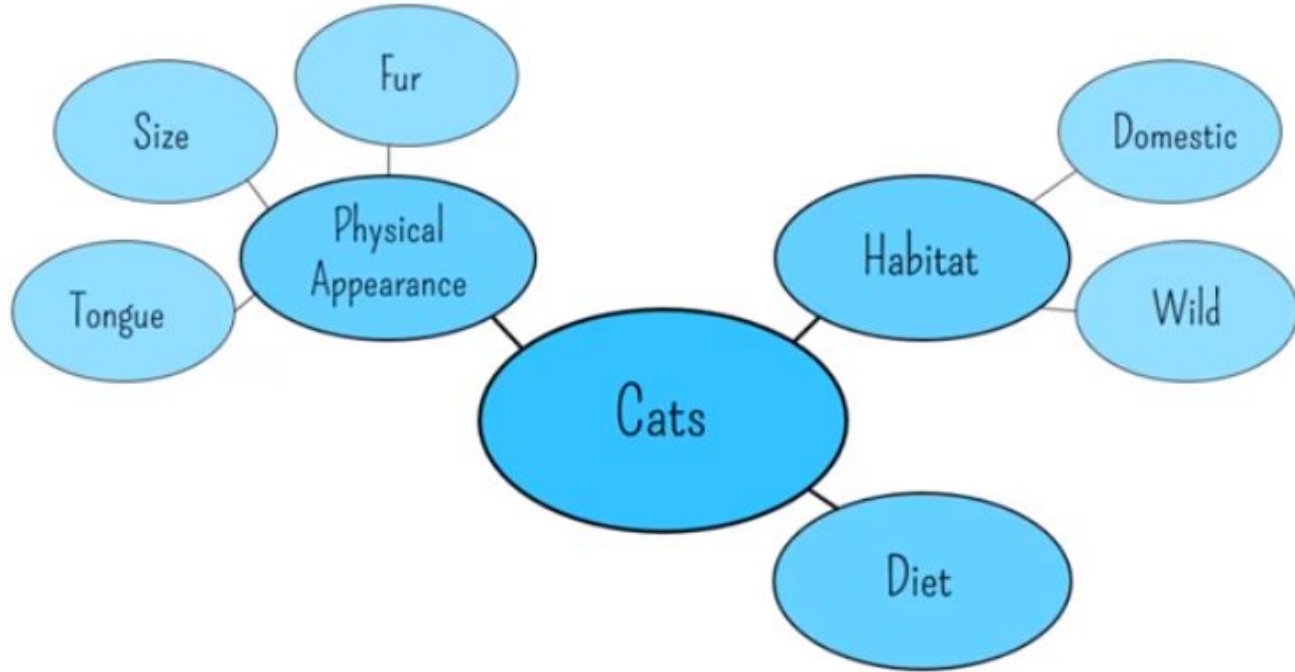 Fur
Size
Domestic
Physical
Appearance
Habitat
Tongue
Wild
Cats
Diet